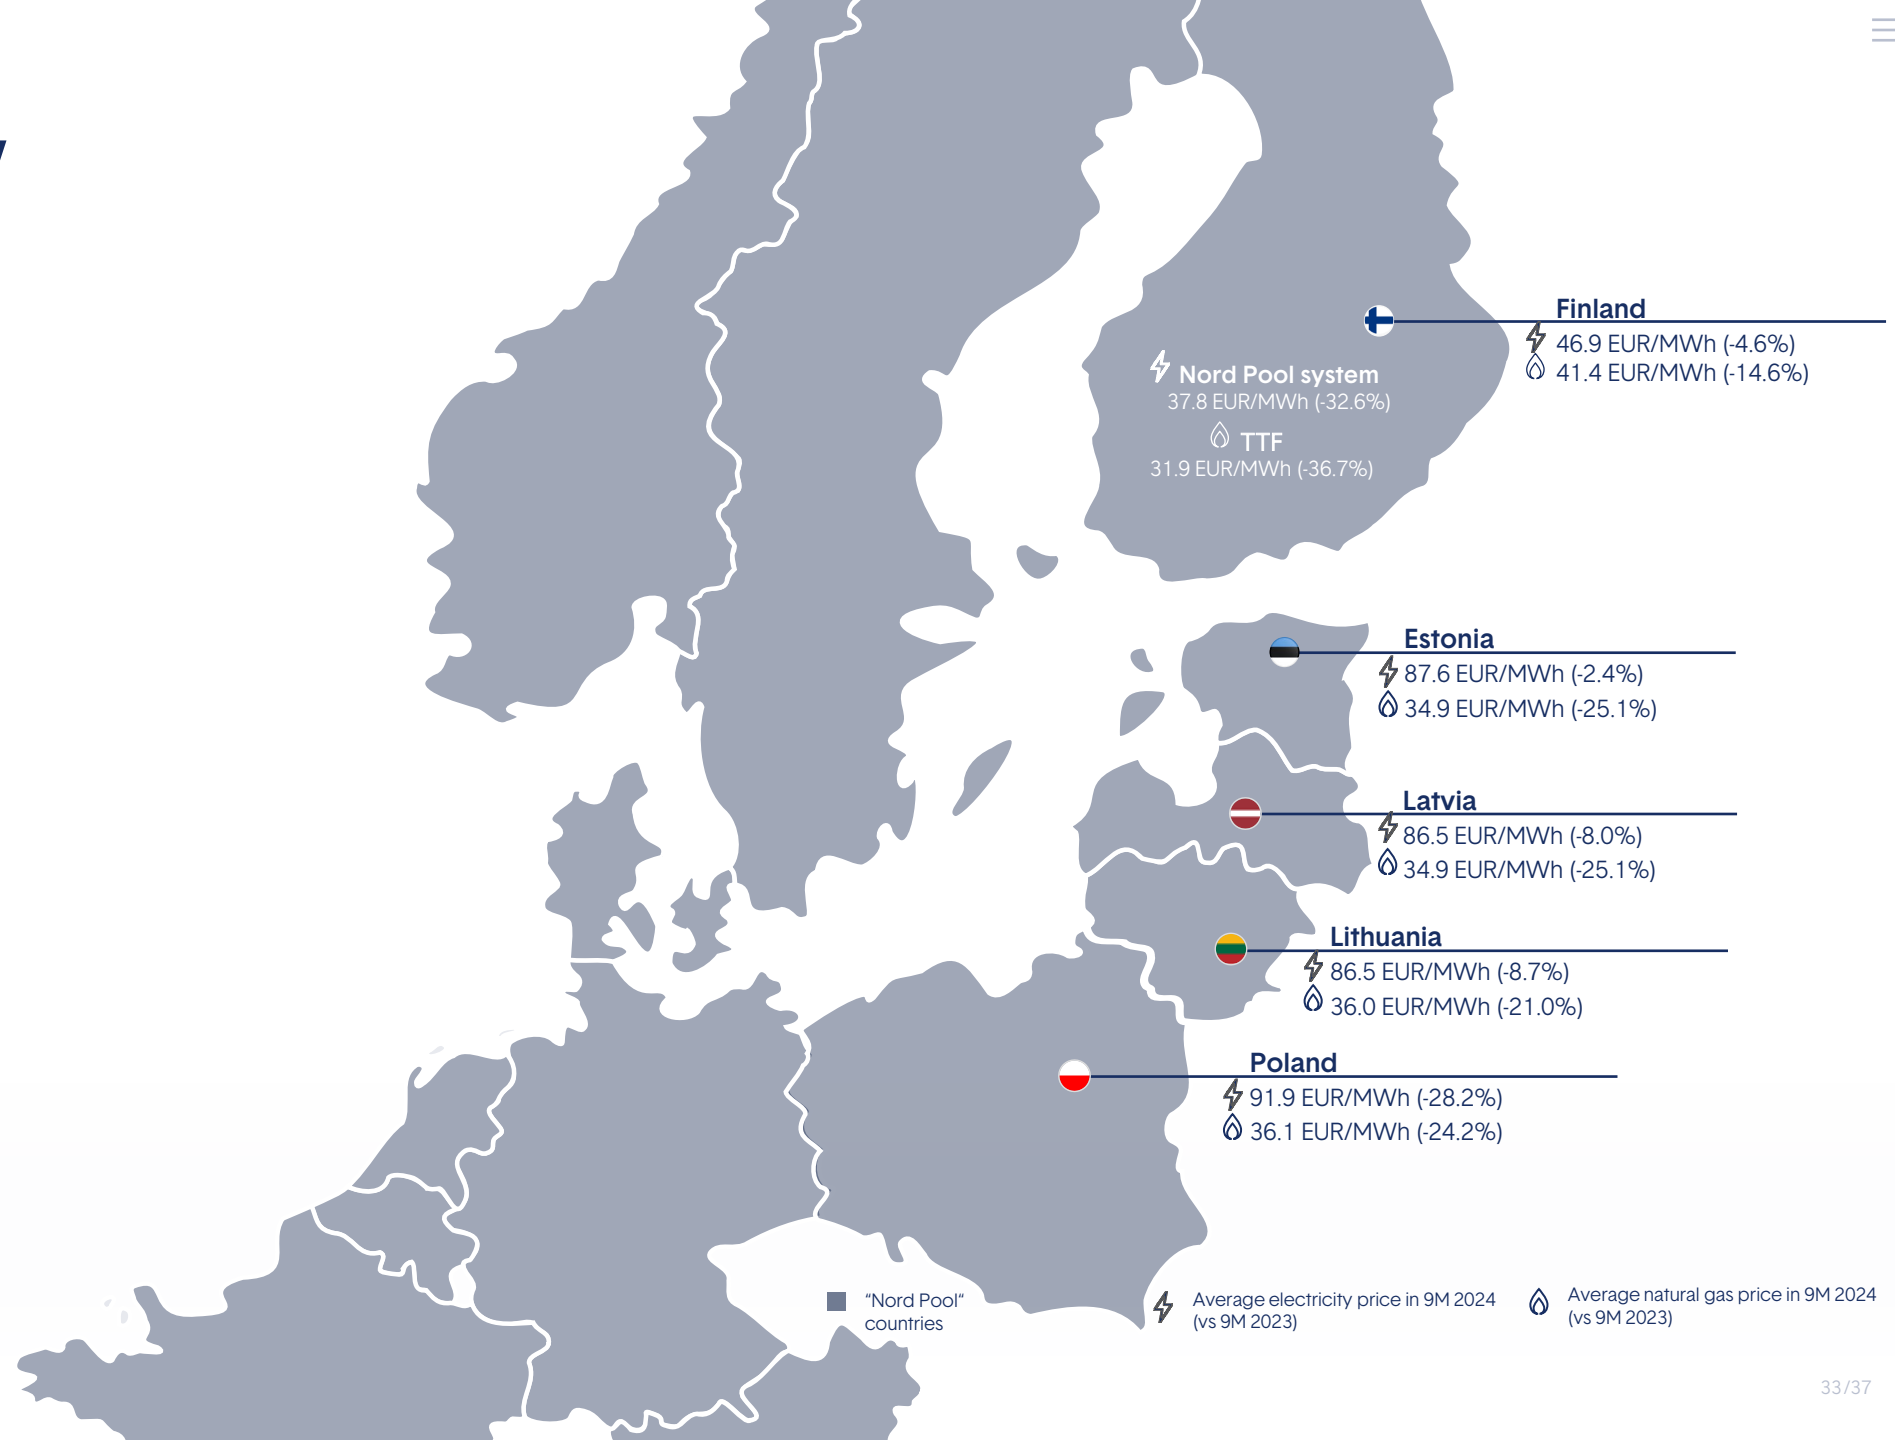 Finland
46.9 EUR/MWh (-4.6%)
41.4 EUR/MWh (-14.6%)
Nord Pool system
37.8 EUR/MWh (-32.6%)
TTF
31.9 EUR/MWh (-36.7%)
Estonia
87.6 EUR/MWh (-2.4%)
34.9 EUR/MWh (-25.1%)
Latvia
86.5 EUR/MWh (-8.0%)
34.9 EUR/MWh (-25.1%)
Lithuania
86.5 EUR/MWh (-8.7%)
36.0 EUR/MWh (-21.0%)
Poland
91.9 EUR/MWh (-28.2%)
36.1 EUR/MWh (-24.2%)
“Nord Pool“
countries
Average electricity price in 9M 2024
(vs 9M 2023)
Average natural gas price in 9M 2024
(vs 9M 2023)
33/37